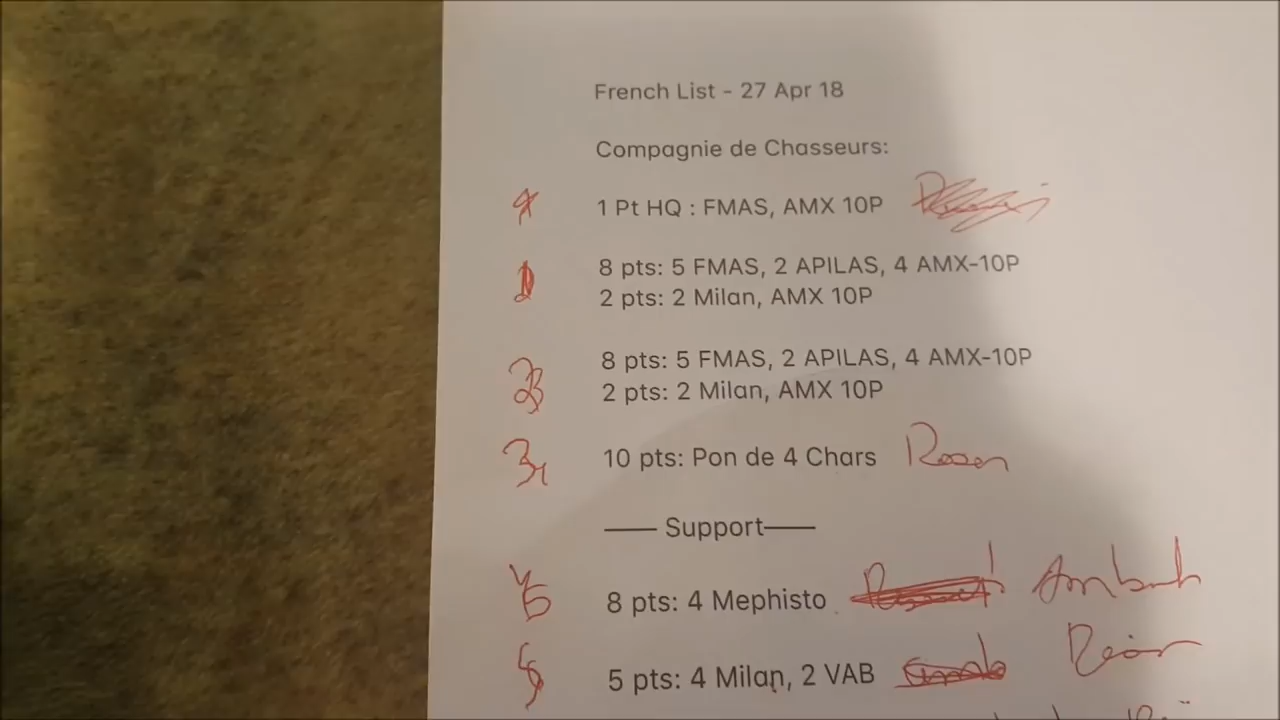 French List - 27 Apr 18
Compagnie de Chasseurs:
1 Pt HQ : FMAS, AMX 10P
8 pts: 5 FMAS, 2 APILAS, 4 AMX-10P
2 pts: 2 Milan, AMX 10P
8 pts: 5 FMAS, 2 APILAS, 4 AMX-10P
2 pts: 2 Milan, AMX 10P
10 pts: Pon de 4 Chars
Support
8 pts: 4 Mephisto Ambush
5 pts: 4 Milan, 2 VAB